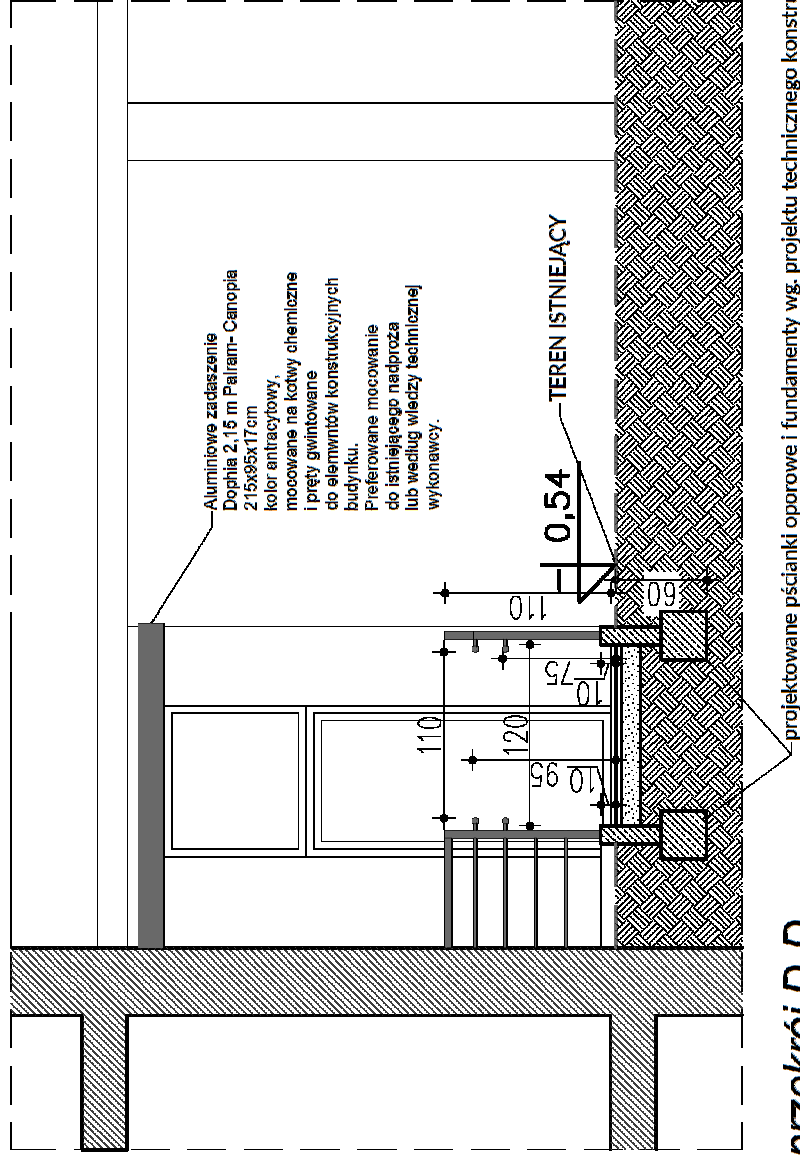 Aluminiowe zadaszenie
Dophia 2,15 m Palram- Canopia
215x95x17cm
kolor antracytowy,
mocowane na kotwy chemiczne
i pręty gwintowane
do elemwntów konstrukcyjnych
budynku.
Preferowane mocowanie
do istniejącego nadproża
lub według wiedzy technicznej
wykonawcy.
TEREN ISTNIEJĄCY
- 0,54
110
110
120
75
10
95
10
60
projektowane pścianki oporowe i fundamenty wg. projektu technicznego konstru
przekrój D-D